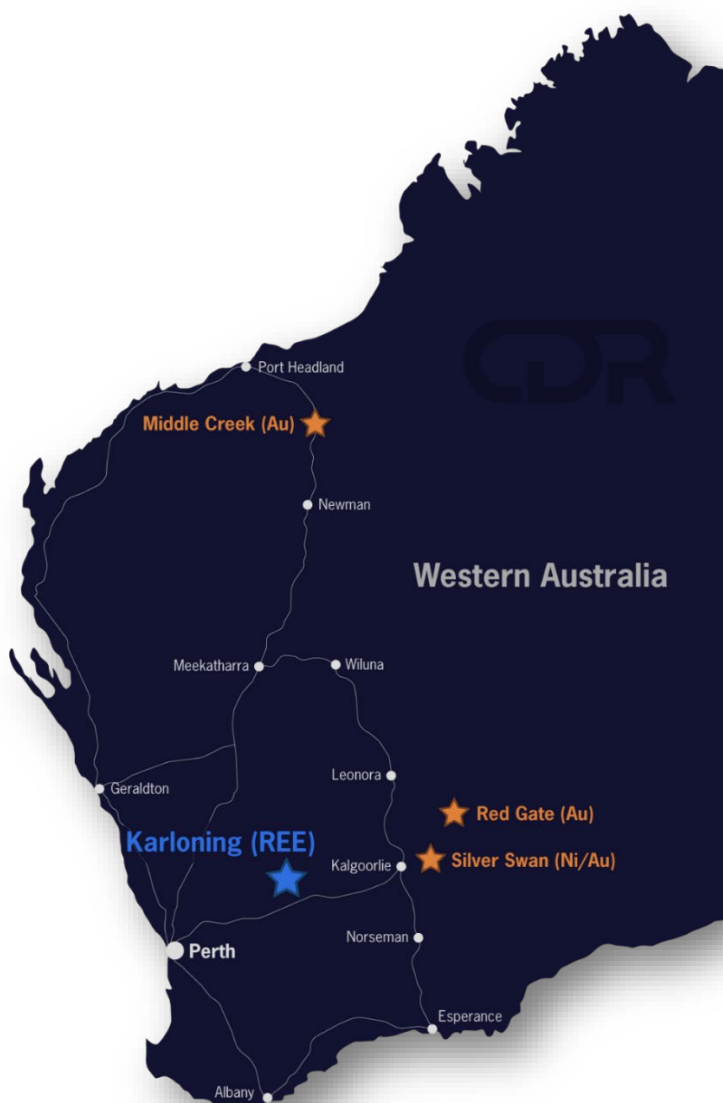 CDR
Port Headland
Middle Creek (Au)
Newman
Western Australia
Meekatharra
Wiluna
Leonora
Geraldton
Red Gate (Au)
Karloning (REE)
Silver Swan (Ni/Au)
Kalgoorlie
Norseman
Perth
Esperance
Albany